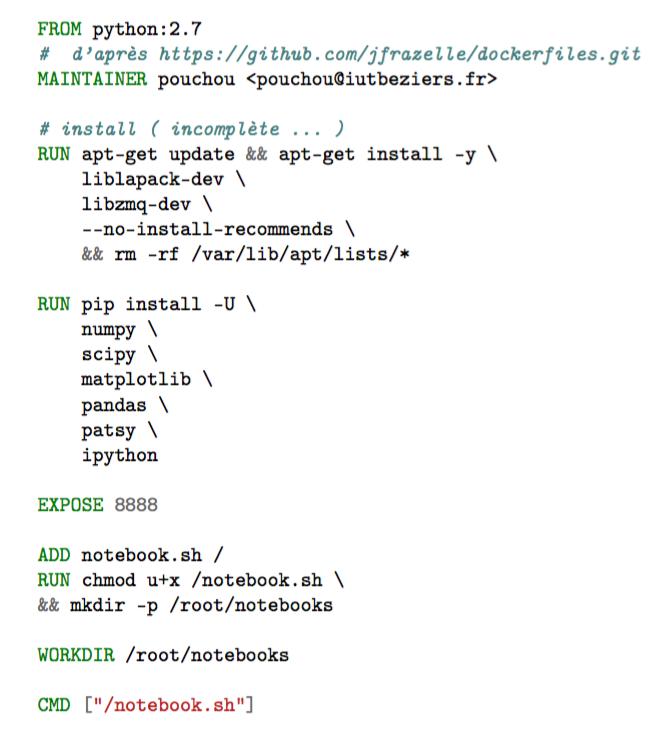 FROM python:2.7
#  d’après https://github.com/jfrazelle/dockerfiles.git
MAINTAINER pouchou <pouchou@iutbeziers.fr>
# install ( incomplète ... )
RUN apt-get update && apt-get install -y \
    liblapack-dev \
    libzmq-dev \
    --no-install-recommends \
    && rm -rf /var/lib/apt/lists/*
RUN pip install -U \
    numpy \
    scipy \
    matplotlib \
    pandas \
    patsy \
    ipython
EXPOSE 8888
ADD notebook.sh /
RUN chmod u+x /notebook.sh \
&& mkdir -p /root/notebooks
WORKDIR /root/notebooks
CMD ["/notebook.sh"]